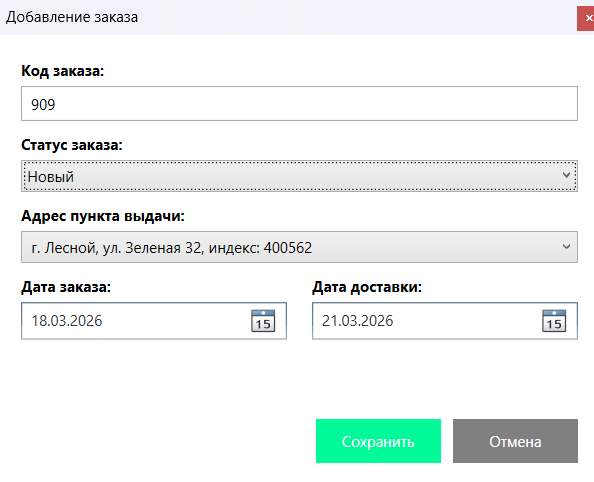 Добавление заказа
Код заказа:
909
Статус заказа:
Новый
Адрес пункта выдачи:
г. Лесной, ул. Зеленая 32, индекс: 400562
Дата заказа: Дата доставки:
18.03.2026 15 21.03.2026 15
Сохранить Отмена